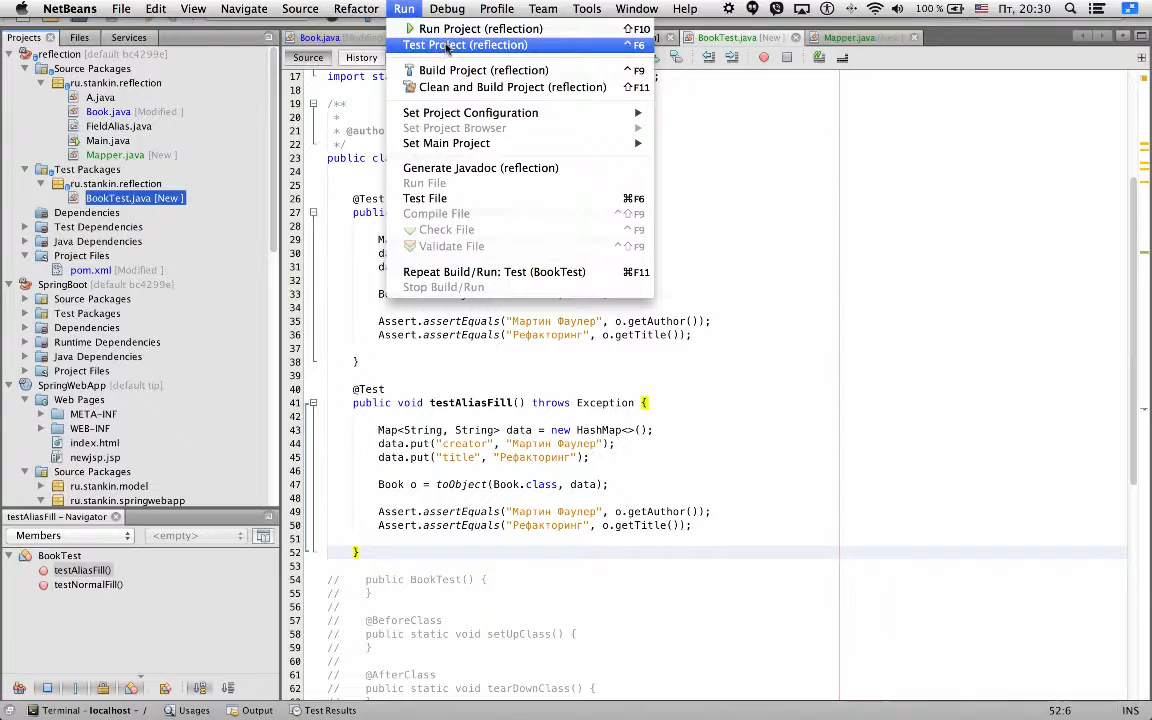 NetBeans File Edit View Navigate Source Refactor Run Debug Profile Team Tools Window Help 100 % Пт, 20:30
Projects Files Services
reflection [default bc4299e]
Source Packages
ru.stankin.reflection
A.java
Book.java [Modified ]
FieldAlias.java
Main.java
Mapper.java [New ]
Test Packages
ru.stankin.reflection
BookTest.java [New ]
Dependencies
Test Dependencies
Java Dependencies
Project Files
pom.xml [Modified ]
SpringBoot [default bc4299e]
Source Packages
Test Packages
Dependencies
Runtime Dependencies
Java Dependencies
Project Files
SpringWebApp [default tip]
Web Pages
META-INF
WEB-INF
index.html
newjsp.jsp
Source Packages
ru.stankin.model
ru.stankin.springwebapp
testAliasFill - Navigator
Members <empty>
BookTest
testAliasFill()
testNormalFill()
Run Project (reflection) ⇧F10
Test Project (reflection) ^F6
Build Project (reflection) ^F9
Clean and Build Project (reflection) ⇧F11
Set Project Configuration
Set Project Browser
Set Main Project
Generate Javadoc (reflection)
Run File
Test File ⌘F6
Compile File ^⇧F9
Check File ^F9
Validate File ^⇧F9
Repeat Build/Run: Test (BookTest) ⌘F11
Stop Build/Run
Book.java [Modified BookTest.java [New ] Mapper.java [New ]
Source History
17 import sta
18
19 /**
20 *
21 * @autho
22 */
23 public cla
24
25
26 @Test
27 publi
28
29 Ma
30 da
31 da
32
33 Bo
34
35 Assert.assertEquals("Мартин Фаулер", o.getAuthor());
36 Assert.assertEquals("Рефакторинг", o.getTitle());
37
38 }
39
40 @Test
41 public void testAliasFill() throws Exception {
42
43 Map<String, String> data = new HashMap<>();
44 data.put("creator", "Мартин Фаулер");
45 data.put("title", "Рефакторинг");
46
47 Book o = toObject(Book.class, data);
48
49 Assert.assertEquals("Мартин Фаулер", o.getAuthor());
50 Assert.assertEquals("Рефакторинг", o.getTitle());
51
52 }
53
54 // public BookTest() {
55 // }
56 //
57 // @BeforeClass
58 // public static void setUpClass() {
59 // }
60 //
61 // @AfterClass
62 // public static void tearDownClass() {
Terminal - localhost - / Usages Output Test Results 52:6 INS